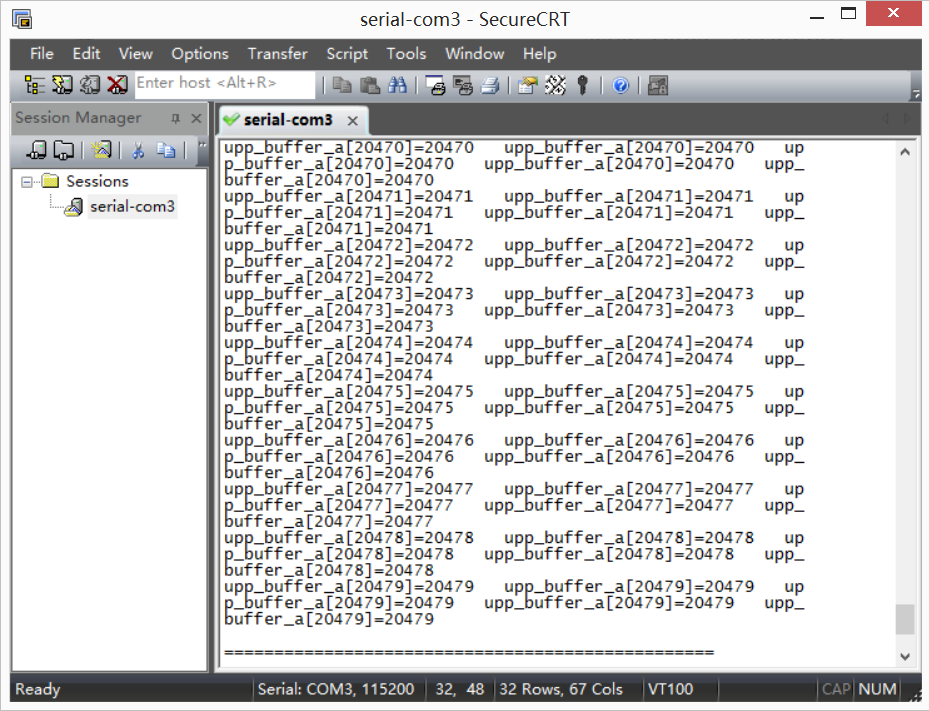 serial-com3 - SecureCRT
File Edit View Options Transfer Script Tools Window Help
Enter host <Alt+R>
Session Manager
serial-com3
Sessions
serial-com3
upp_buffer_a[20470]=20470   upp_buffer_a[20470]=20470   up
p_buffer_a[20470]=20470   upp_buffer_a[20470]=20470   upp_
buffer_a[20470]=20470
upp_buffer_a[20471]=20471   upp_buffer_a[20471]=20471   up
p_buffer_a[20471]=20471   upp_buffer_a[20471]=20471   upp_
buffer_a[20471]=20471
upp_buffer_a[20472]=20472   upp_buffer_a[20472]=20472   up
p_buffer_a[20472]=20472   upp_buffer_a[20472]=20472   upp_
buffer_a[20472]=20472
upp_buffer_a[20473]=20473   upp_buffer_a[20473]=20473   up
p_buffer_a[20473]=20473   upp_buffer_a[20473]=20473   upp_
buffer_a[20473]=20473
upp_buffer_a[20474]=20474   upp_buffer_a[20474]=20474   up
p_buffer_a[20474]=20474   upp_buffer_a[20474]=20474   upp_
buffer_a[20474]=20474
upp_buffer_a[20475]=20475   upp_buffer_a[20475]=20475   up
p_buffer_a[20475]=20475   upp_buffer_a[20475]=20475   upp_
buffer_a[20475]=20475
upp_buffer_a[20476]=20476   upp_buffer_a[20476]=20476   up
p_buffer_a[20476]=20476   upp_buffer_a[20476]=20476   upp_
buffer_a[20476]=20476
upp_buffer_a[20477]=20477   upp_buffer_a[20477]=20477   up
p_buffer_a[20477]=20477   upp_buffer_a[20477]=20477   upp_
buffer_a[20477]=20477
upp_buffer_a[20478]=20478   upp_buffer_a[20478]=20478   up
p_buffer_a[20478]=20478   upp_buffer_a[20478]=20478   upp_
buffer_a[20478]=20478
upp_buffer_a[20479]=20479   upp_buffer_a[20479]=20479   up
p_buffer_a[20479]=20479   upp_buffer_a[20479]=20479   upp_
buffer_a[20479]=20479
=================================================
Ready Serial: COM3, 115200 32, 48 32 Rows, 67 Cols VT100 CAP NUM